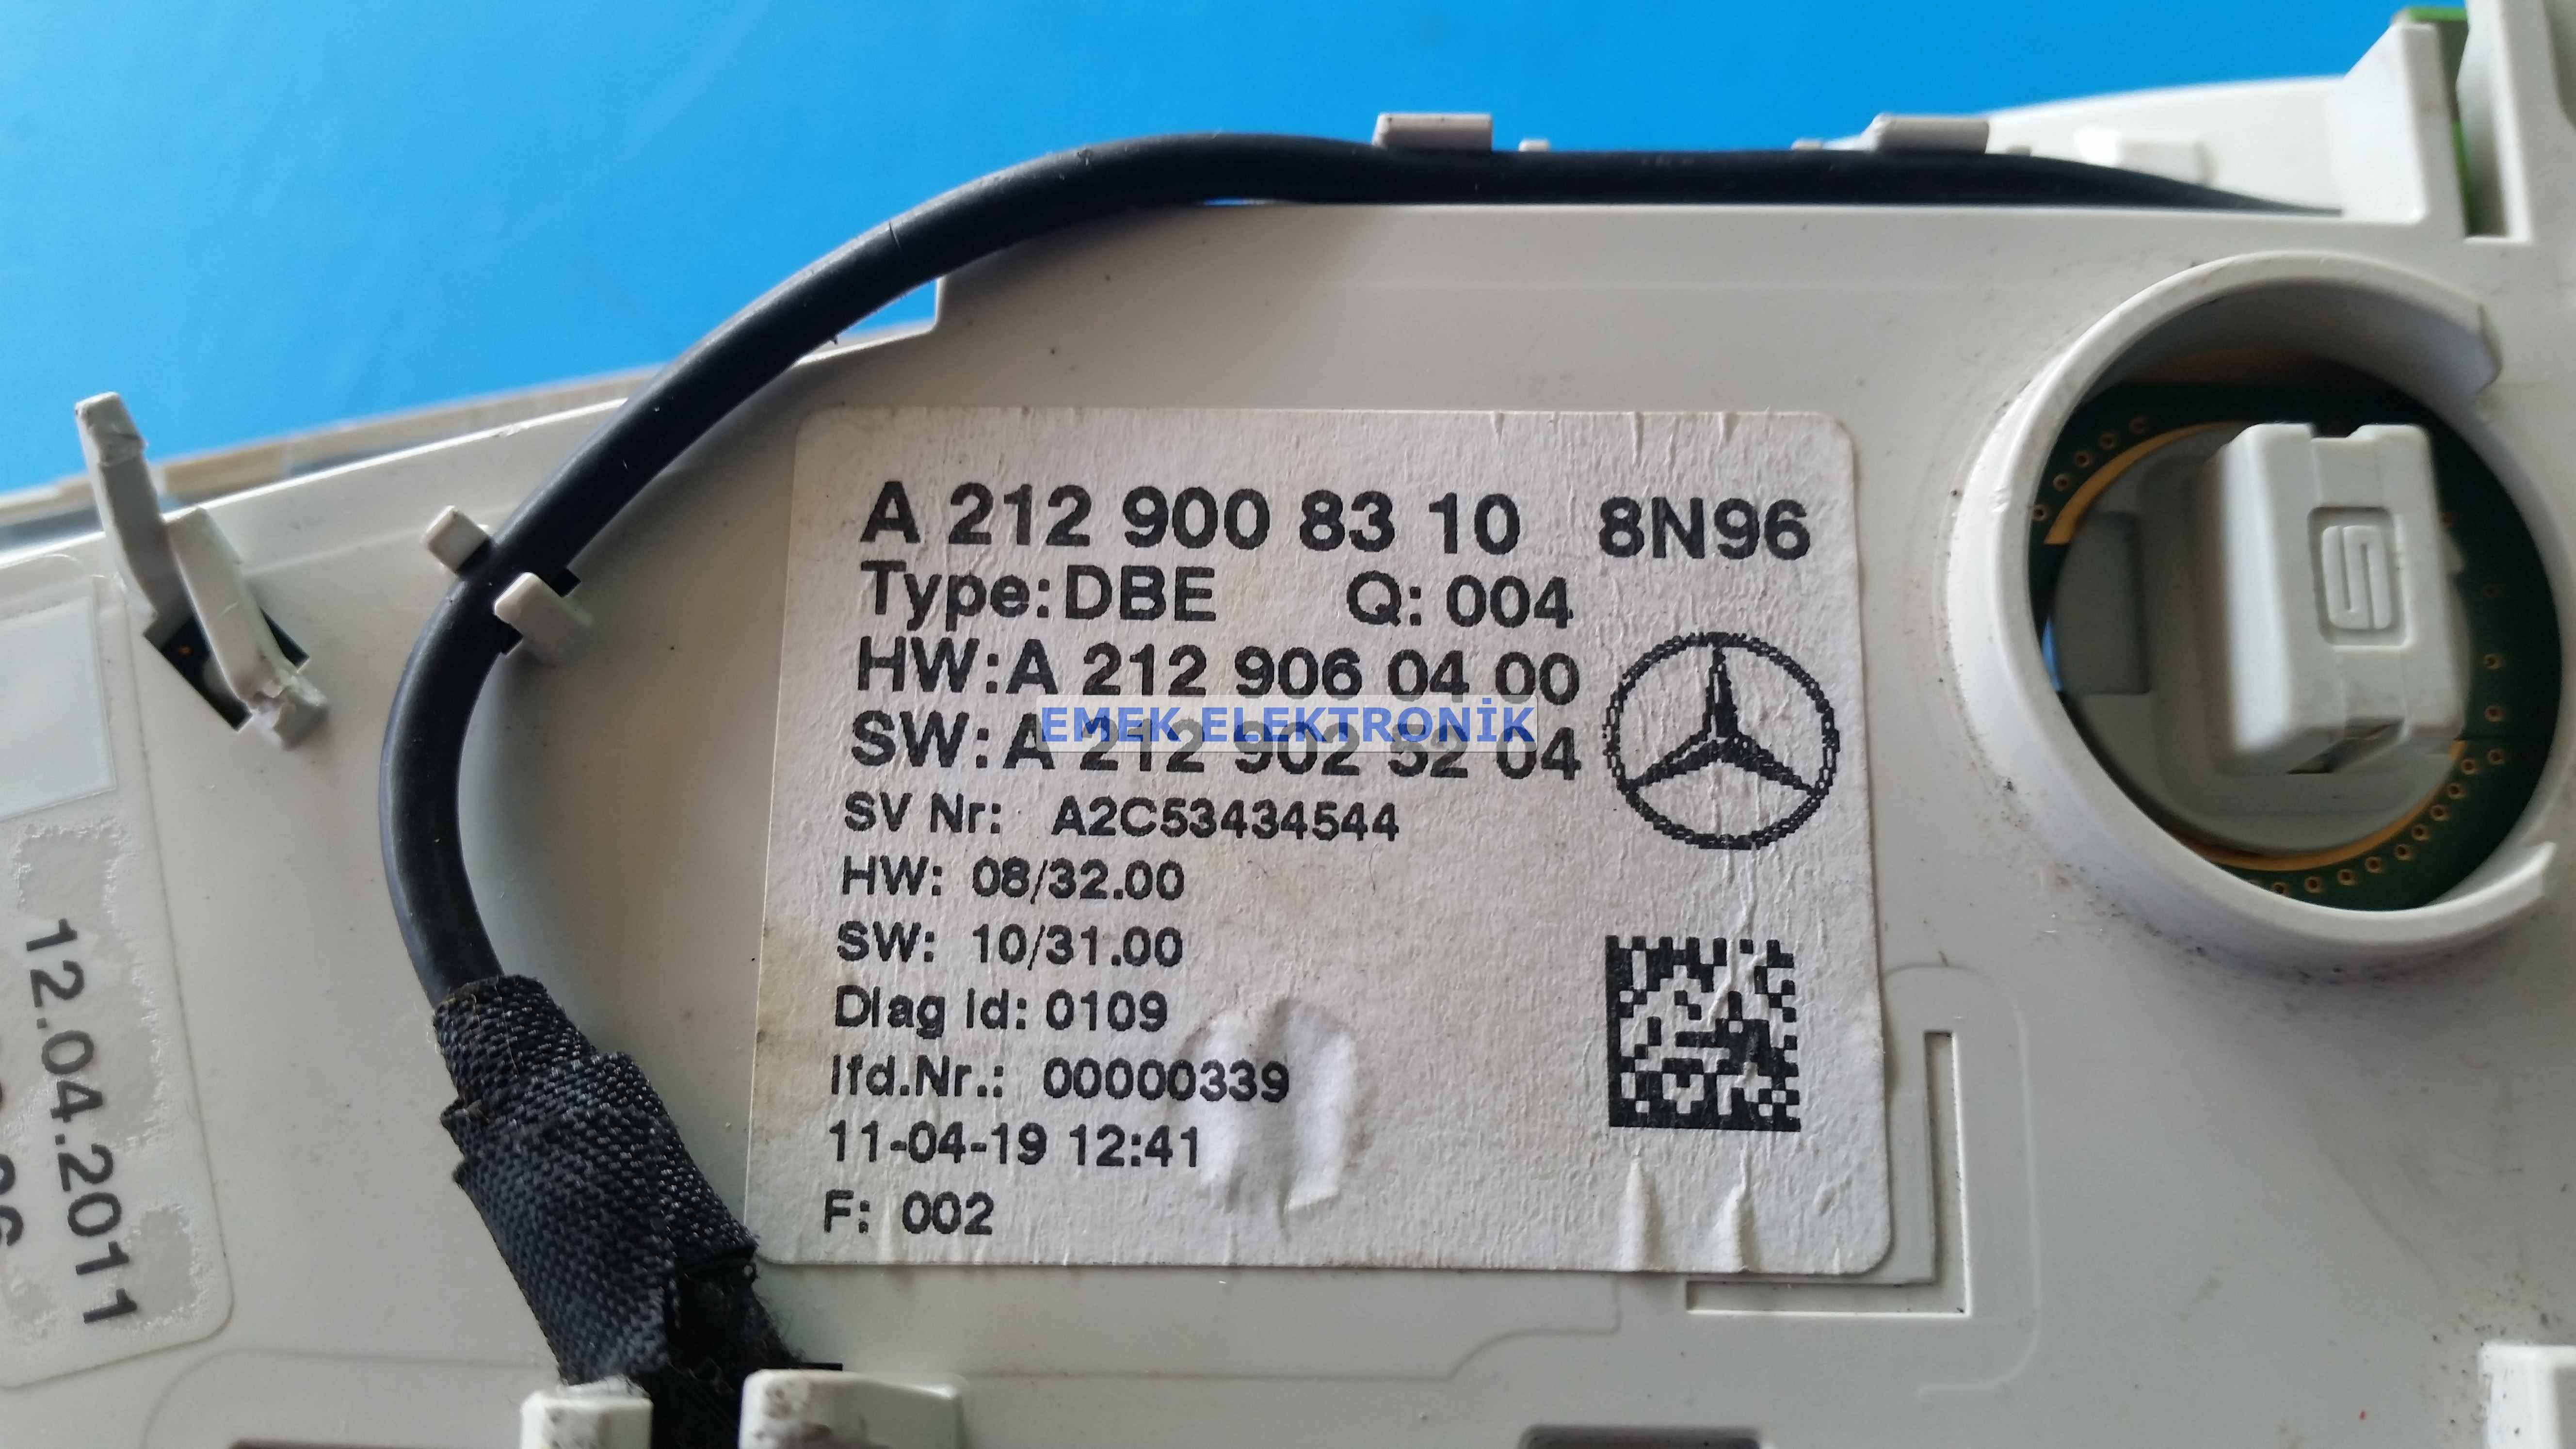 A 212 900 83 10 8N96
Type: DBE Q: 004
HW: A 212 906 04 00
EMEK ELEKTRONİK
SW: A 212 902 52 04
SV Nr: A2C53434544
HW: 08/32.00
SW: 10/31.00
Diag Id: 0109
lfd.Nr.: 00000339
11-04-19 12:41
F: 002
12.04.2011